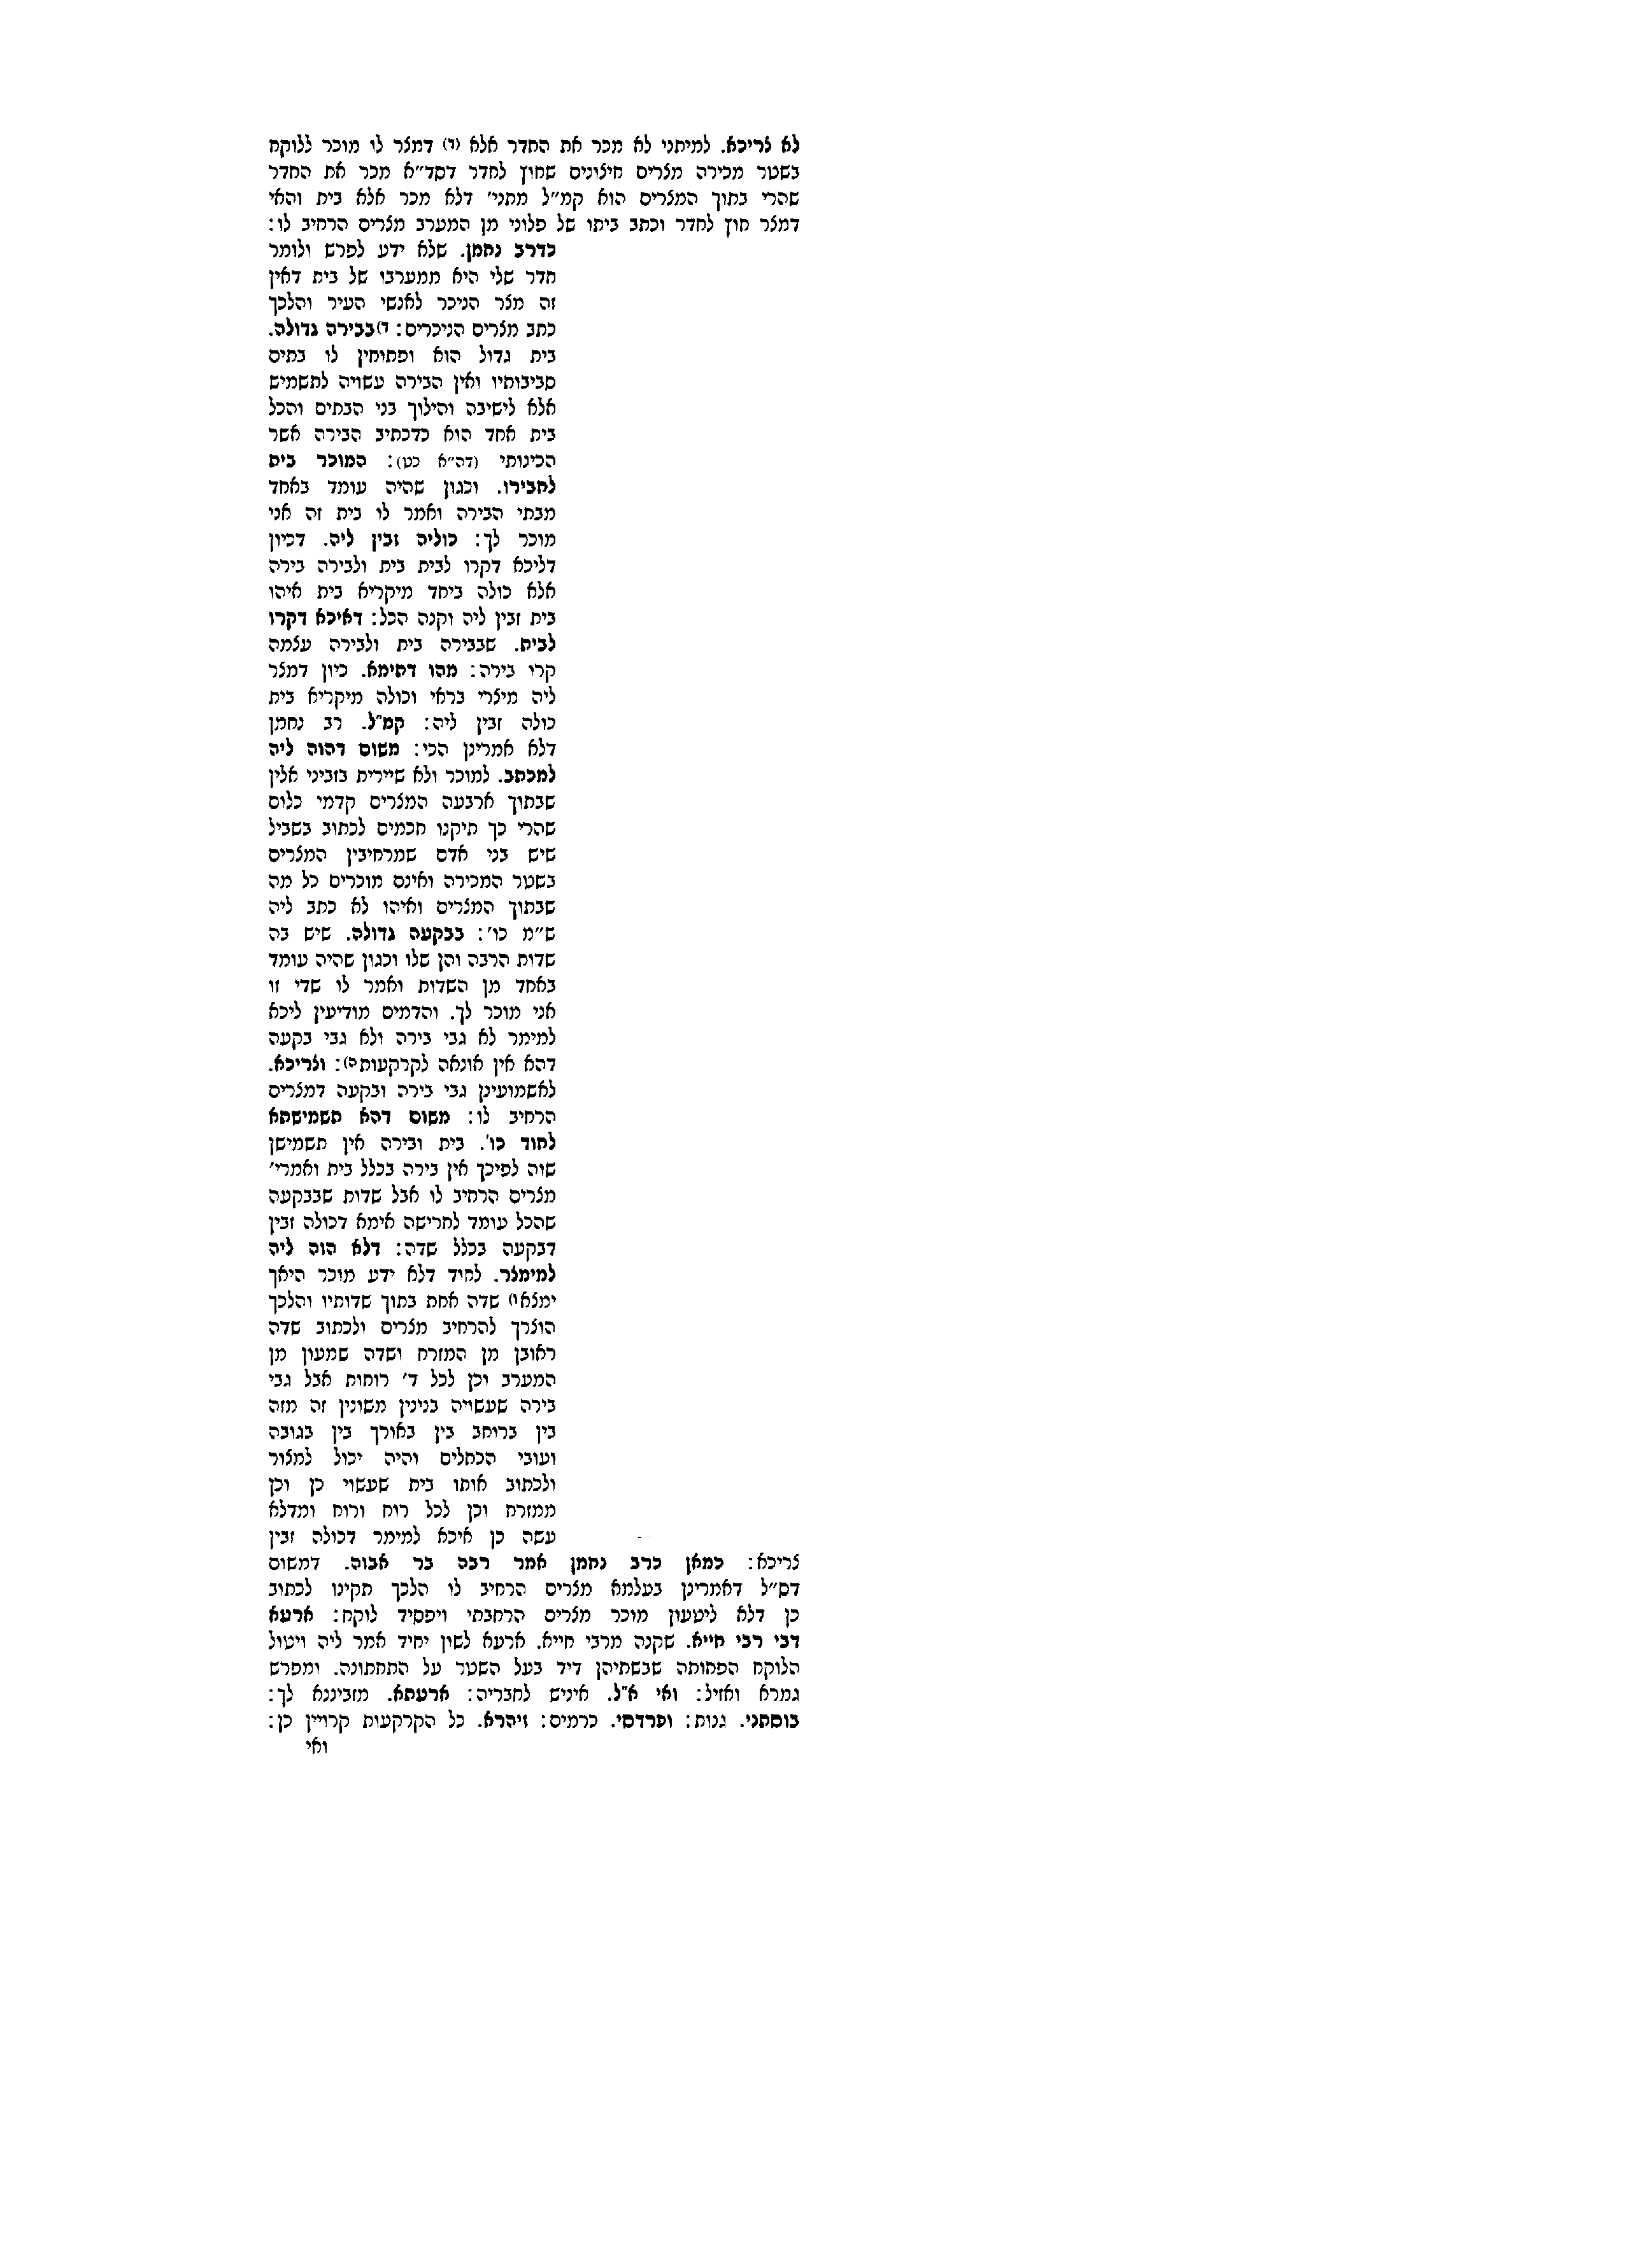 לא צריכא. למיתני לא מכר את החדר אלא (ד) דמצר לו מוכר ללוקח
בשטר מכירה מצרים חיצונים שחוץ לחדר דסד״א מכר את החדר
שהרי בתוך המצרים הוא קמ״ל מתני׳ דלא מכר אלא בית והאי
דמצר חוץ לחדר וכתב ביתו של פלוני מן המערב מצרים הרחיב לו:
כדרב נחמן. שלא ידע לפרש ולומר
חדר שלי היא ממערבו של בית דאין
זה מצר הניכר לאנשי העיר והלכך
כתב מצרים הניכרים: ד) בבירה גדולה.
בית גדול הוא ופתוחין לו בתים
סביבותיו ואין הבירה עשויה לתשמיש
אלא לישיבה והילוך בני הבתים והכל
בית אחד הוא כדכתיב הבירה אשר
הכינותי (דה״א כט): המוכר בית
לחבירו. וכגון שהיה עומד באחד
מבתי הבירה ואמר לו בית זה אני
מוכר לך: כוליה זבין ליה. דכיון
דליכא דקרו לבית בית ולבירה בירה
אלא כולה ביחד מיקריא בית איהו
בית זבין ליה וקנה הכל: דאיכא דקרו
לבית. שבבירה בית ולבירה עצמה
קרו בירה: מהו דתימא. כיון דמצר
ליה מיצרי בראי וכולה מיקריא בית
כולה זבין ליה: קמ״ל. רב נחמן
דלא אמרינן הכי: משום דהוה ליה
למכתב. למוכר ולא שיירית בזביני אלין
שבתוך ארבעה המצרים קדמי כלום
שהרי כך תיקנו חכמים לכתוב בשביל
שיש בני אדם שמרחיבין המצרים
בשטר המכירה ואינם מוכרים כל מה
שבתוך המצרים ואיהו לא כתב ליה
ש״מ כו׳: בבקעה גדולה. שיש בה
שדות הרבה והן שלו וכגון שהיה עומד
באחד מן השדות ואמר לו שדי זו
אני מוכר לך. והדמים מודיעין ליכא
למימר לא גבי בירה ולא גבי בקעה
דהא אין אונאה לקרקעות ה): וצריכא.
לאשמועינן גבי בירה ובקעה דמצרים
הרחיב לו: משום דהא תשמישתא
לחוד כו׳. בית ובירה אין תשמישן
שוה לפיכך אין בירה בכלל בית ואמרי׳
מצרים הרחיב לו אבל שדות שבבקעה
שהכל עומד לחרישה אימא דכולה זבין
דבקעה בכלל שדה: דלא הוה ליה
למימצר. לחוד דלא ידע מוכר היאך
ימצא ו) שדה אחת בתוך שדותיו והלכך
הוצרך להרחיב מצרים ולכתוב שדה
ראובן מן המזרח ושדה שמעון מן
המערב וכן לכל ד׳ רוחות אבל גבי
בירה שעשוייה בנינין משונין זה מזה
בין ברוחב בין באורך בין בגובה
ועובי הכתלים והיה יכול למצור
ולכתוב אותו בית שעשוי כן וכן
ממזרח וכן לכל רוח ורוח ומדלא
עשה כן איכא למימר דכולה זבין
צריכא: כמאן כרב נחמן אמר רבה בר אבוה. דמשום
דס״ל דאמרינן בעלמא מצרים הרחיב לו הלכך תקינו לכתוב
כן דלא ליטעון מוכר מצרים הרחבתי ויפסיד לוקח: ארעא
דבי רבי חייא. שקנה מרבי חייא. ארעא לשון יחיד אמר ליה ויטול
הלוקח הפחותה שבשתיהן דיד בעל השטר על התחתונה. ומפרש
גמרא ואזיל: ואי א״ל. איניש לחבריה: ארעתא. מזביננא לך:
בוסתני. גנות: ופרדסי. כרמים: זיהרא. כל הקרקעות קרויין כן:
ואי